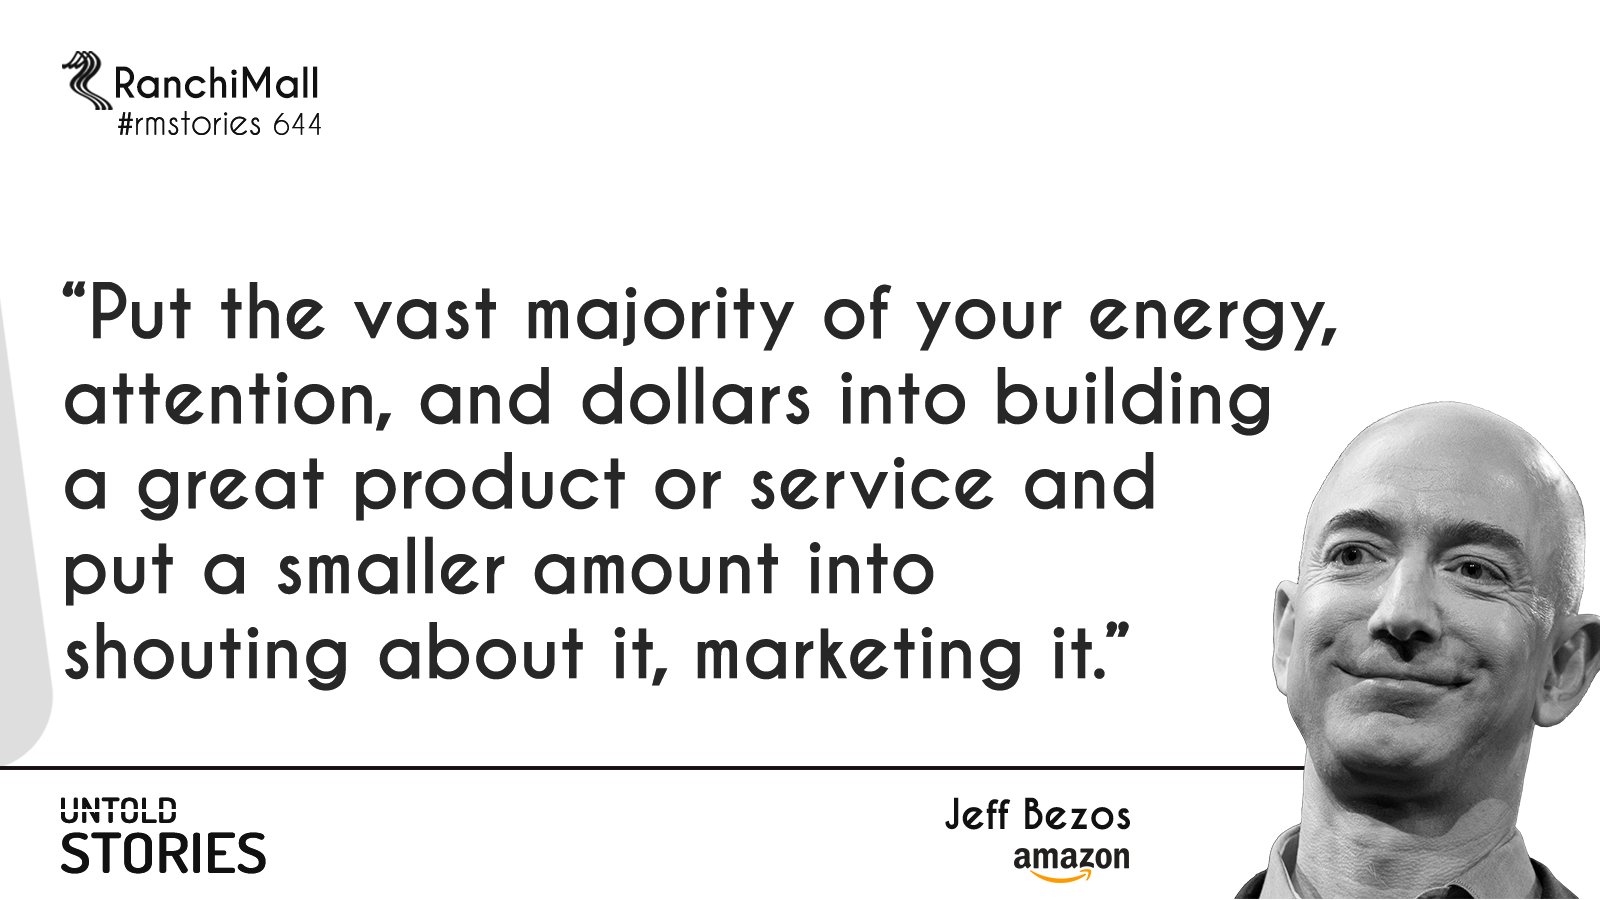 RanchiMall
#rmstories 644
“Put the vast majority of your energy,
attention, and dollars into building
a great product or service and
put a smaller amount into
shouting about it, marketing it.”
UNTOLD
STORIES
Jeff Bezos
amazon